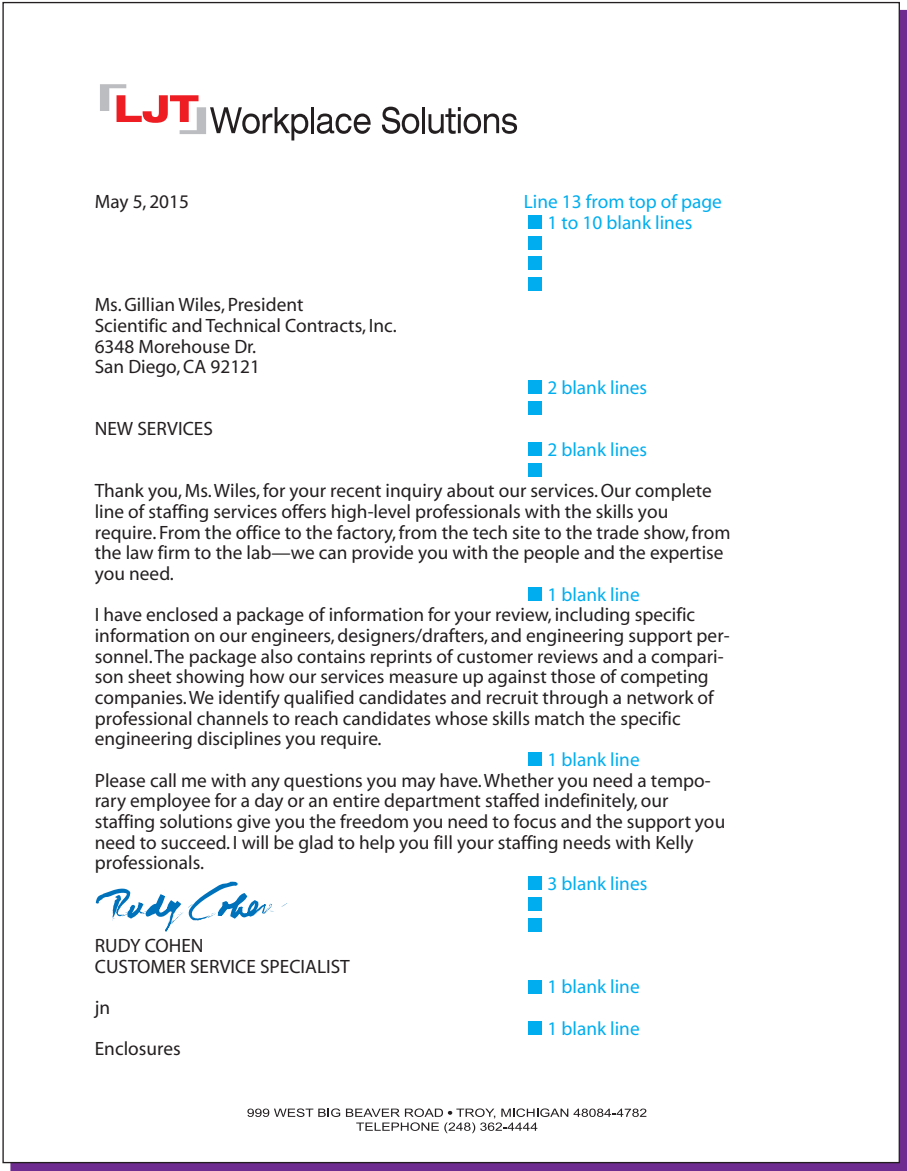 LJT Workplace Solutions
May 5, 2015 Line 13 from top of page
1 to 10 blank lines
Ms. Gillian Wiles, President
Scientific and Technical Contracts, Inc.
6348 Morehouse Dr.
San Diego, CA 92121
2 blank lines
NEW SERVICES
2 blank lines
Thank you, Ms. Wiles, for your recent inquiry about our services. Our complete
line of staffing services offers high-level professionals with the skills you
require. From the office to the factory, from the tech site to the trade show, from
the law firm to the lab—we can provide you with the people and the expertise
you need.
1 blank line
I have enclosed a package of information for your review, including specific
information on our engineers, designers/drafters, and engineering support per-
sonnel. The package also contains reprints of customer reviews and a compari-
son sheet showing how our services measure up against those of competing
companies. We identify qualified candidates and recruit through a network of
professional channels to reach candidates whose skills match the specific
engineering disciplines you require.
1 blank line
Please call me with any questions you may have. Whether you need a tempo-
rary employee for a day or an entire department staffed indefinitely, our
staffing solutions give you the freedom you need to focus and the support you
need to succeed. I will be glad to help you fill your staffing needs with Kelly
professionals.
3 blank lines
Rudy Cohen
RUDY COHEN
CUSTOMER SERVICE SPECIALIST
1 blank line
jn
1 blank line
Enclosures
999 WEST BIG BEAVER ROAD • TROY, MICHIGAN 48084-4782
TELEPHONE (248) 362-4444